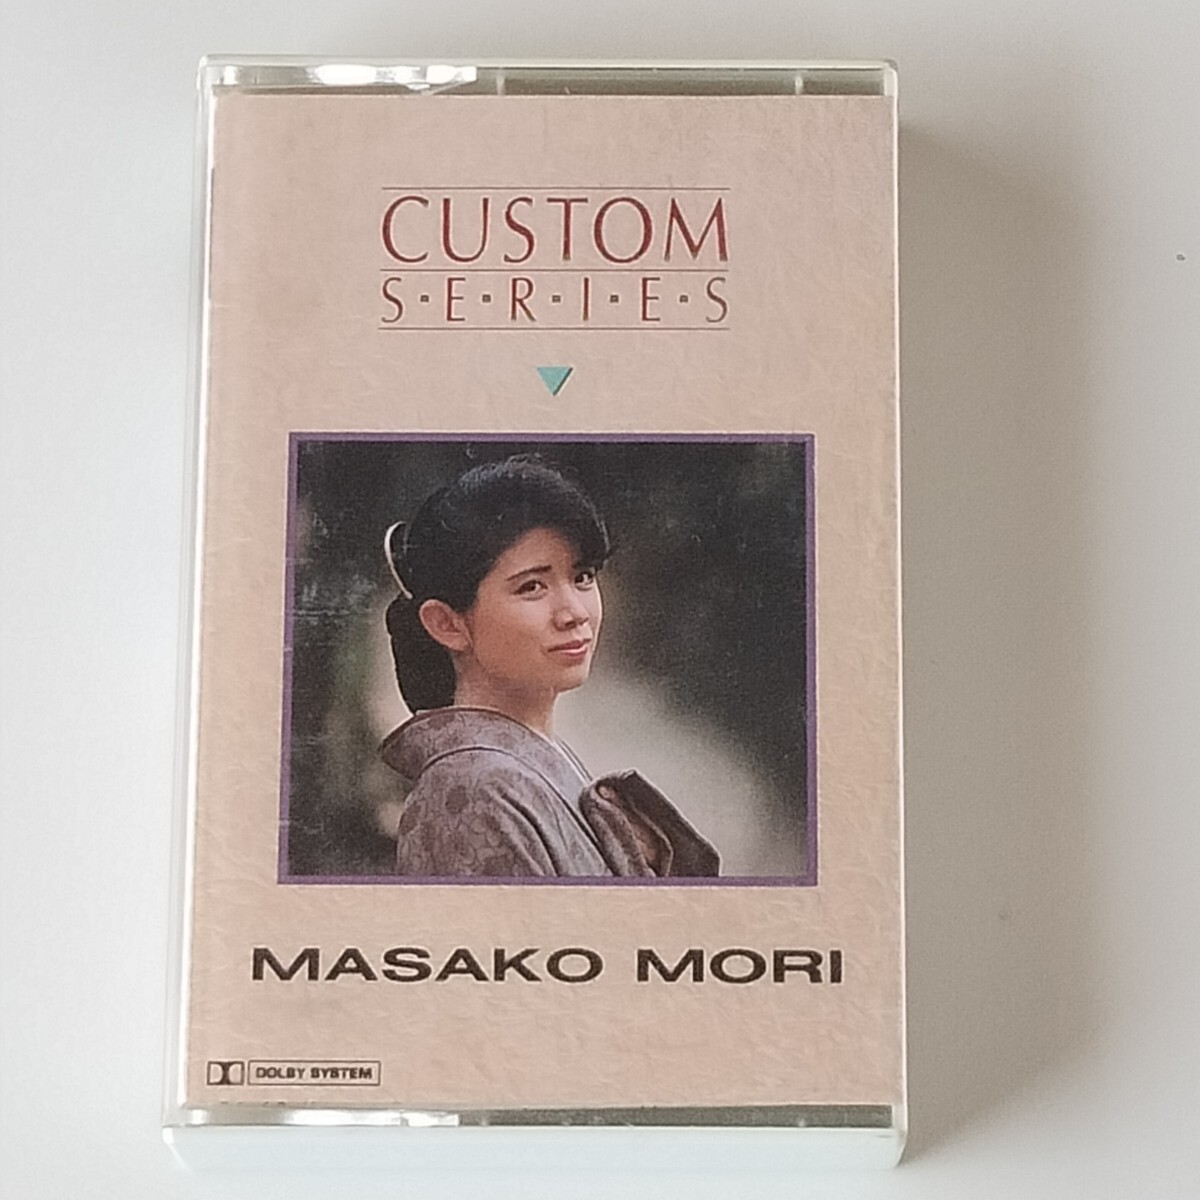 CUSTOM
S·E·R·I·E·S
MASAKO MORI
DOLBY SYSTEM